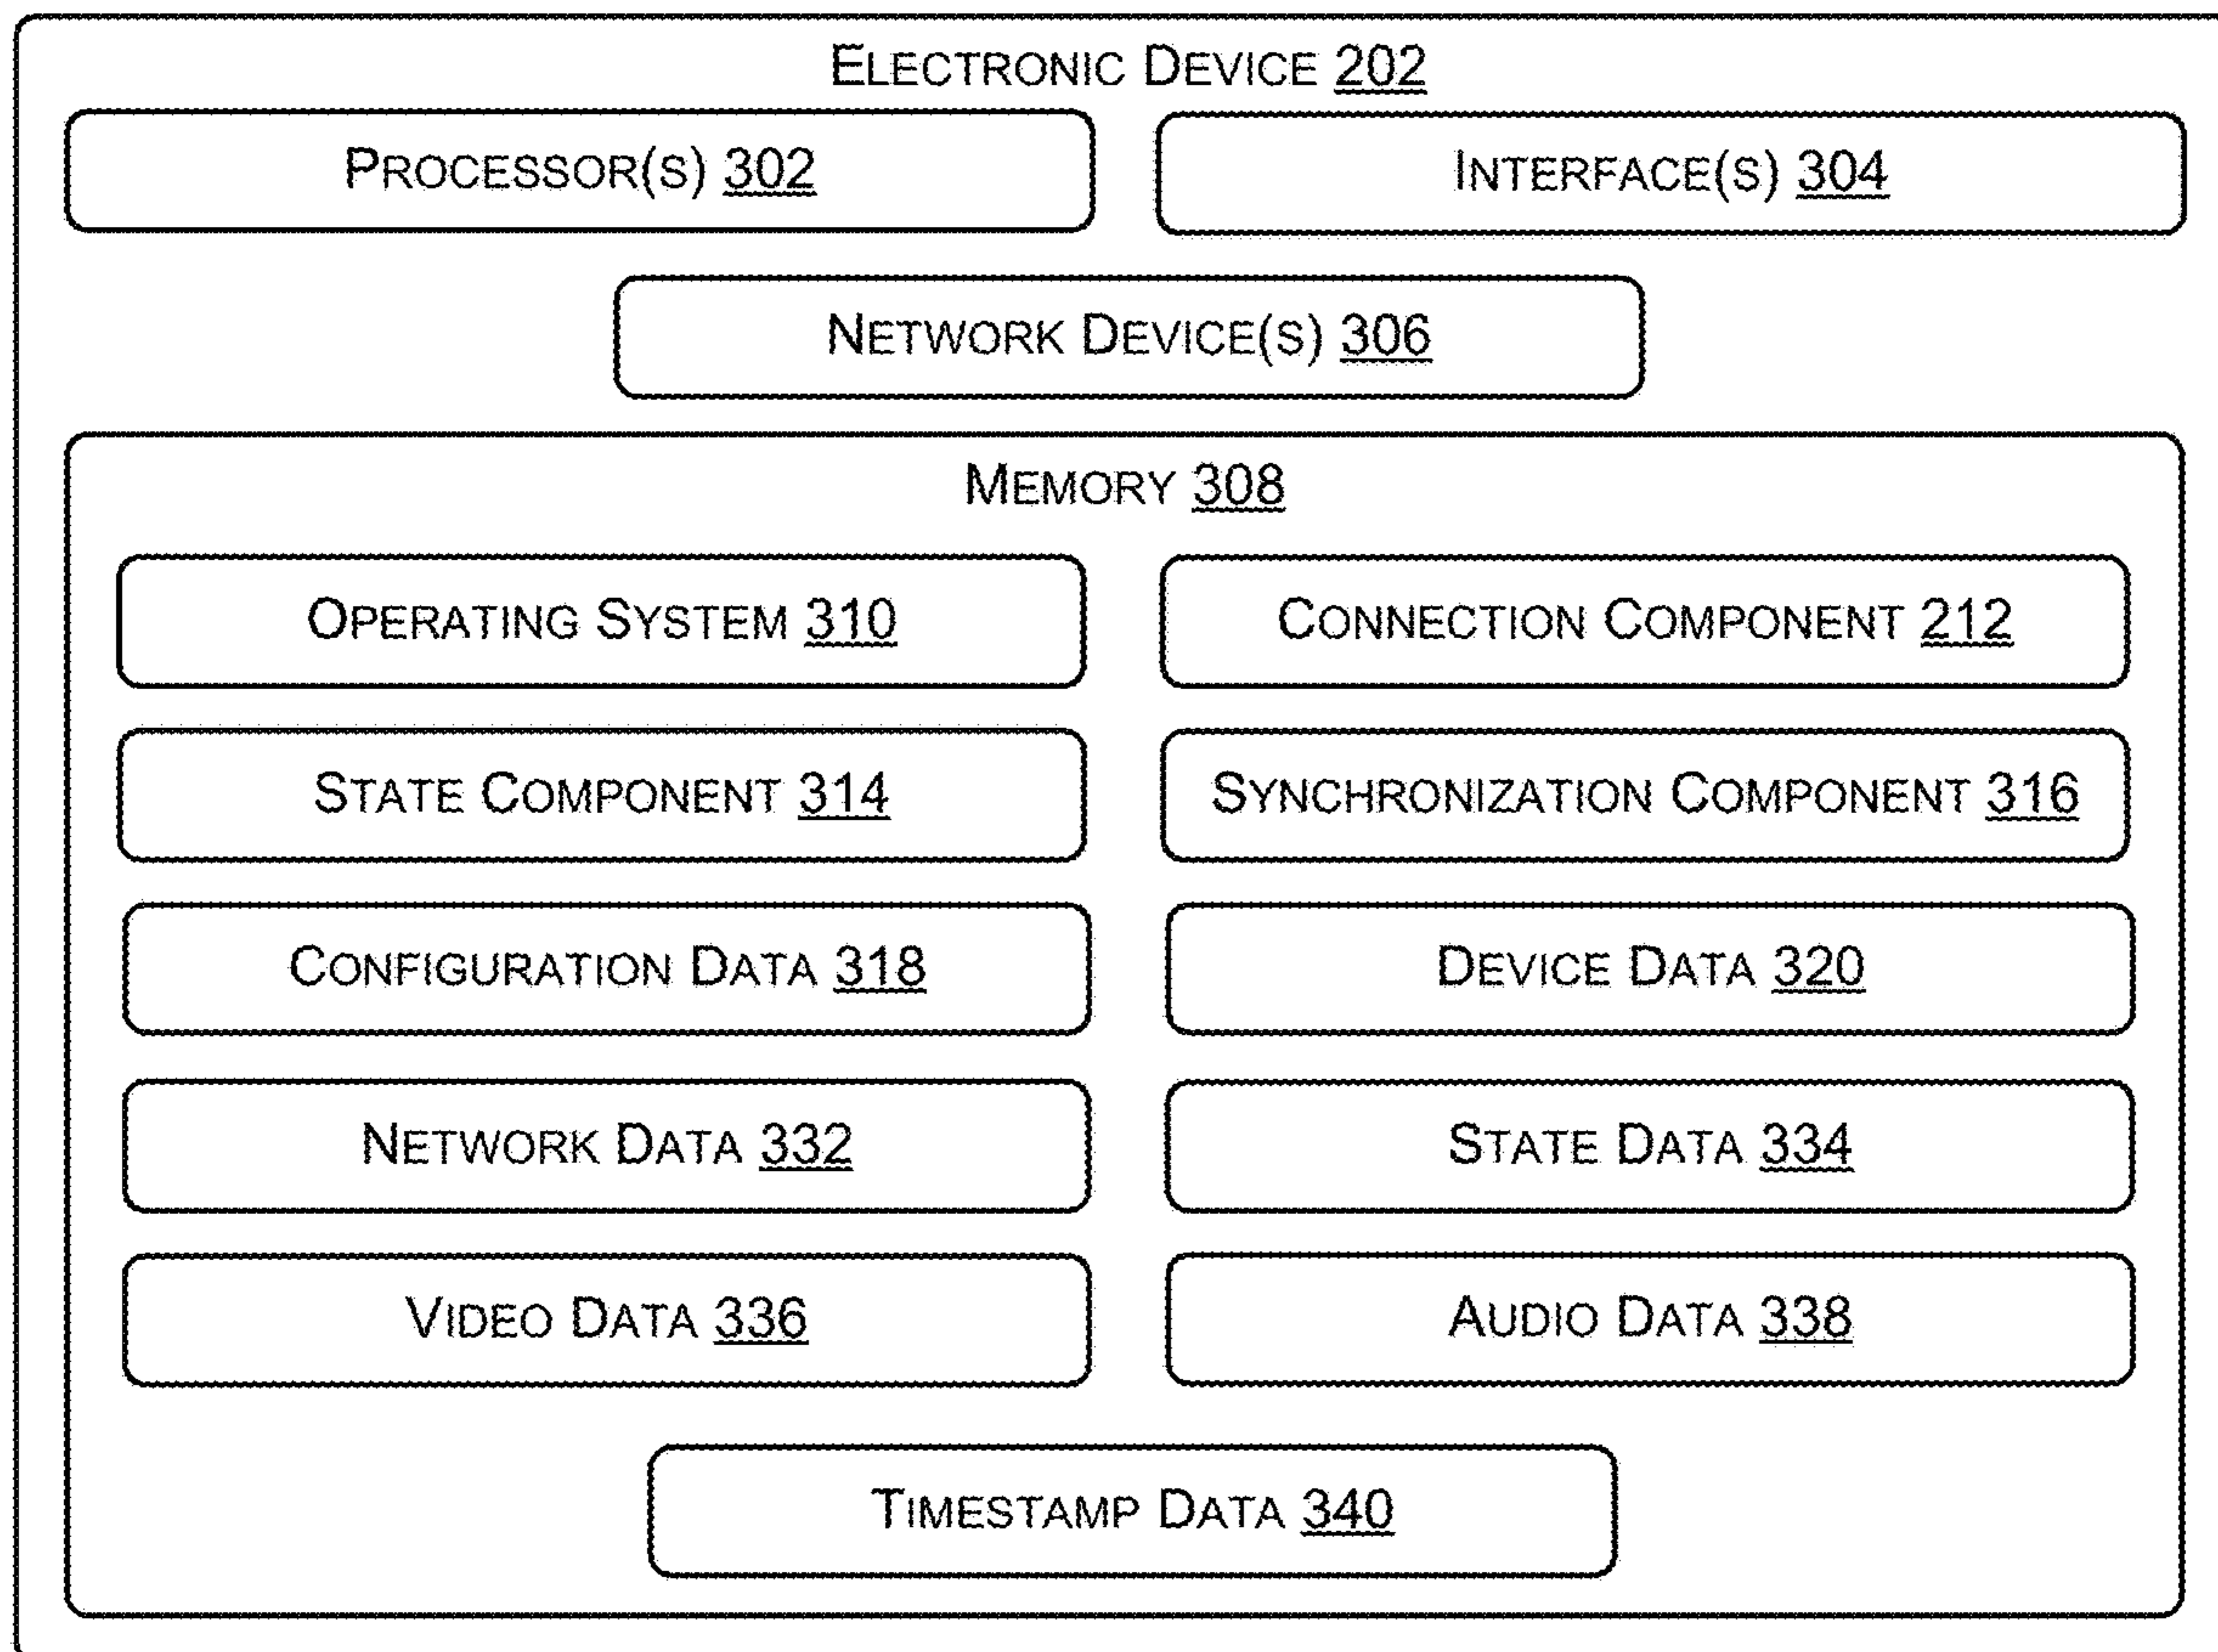 ELECTRONIC DEVICE 202
PROCESSOR(S) 302
INTERFACE(S) 304
NETWORK DEVICE(S) 306
MEMORY 308
OPERATING SYSTEM 310
CONNECTION COMPONENT 212
STATE COMPONENT 314
SYNCHRONIZATION COMPONENT 316
CONFIGURATION DATA 318
DEVICE DATA 320
NETWORK DATA 332
STATE DATA 334
VIDEO DATA 336
AUDIO DATA 338
TIMESTAMP DATA 340